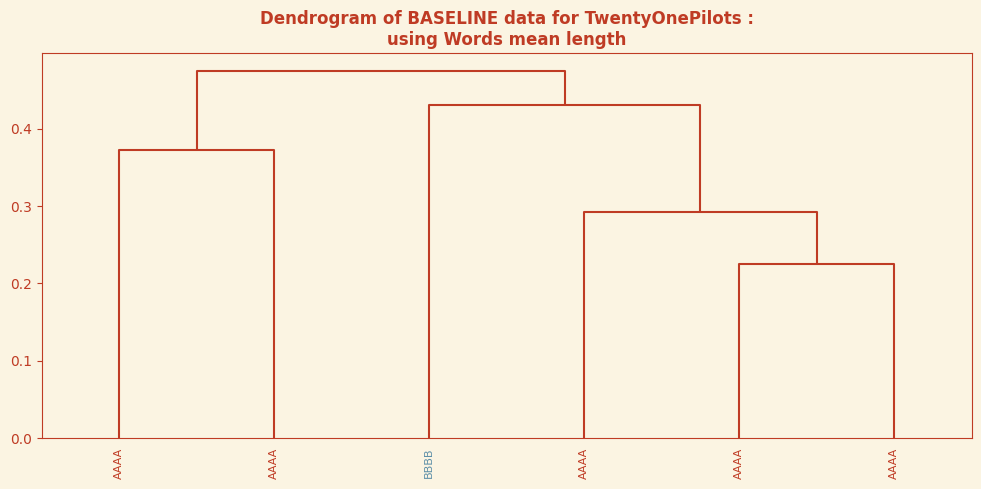 Dendrogram of BASELINE data for TwentyOnePilots :
using Words mean length
0.4
0.3
0.2
0.1
0.0
AAAA
AAAA
BBBB
AAAA
AAAA
AAAA